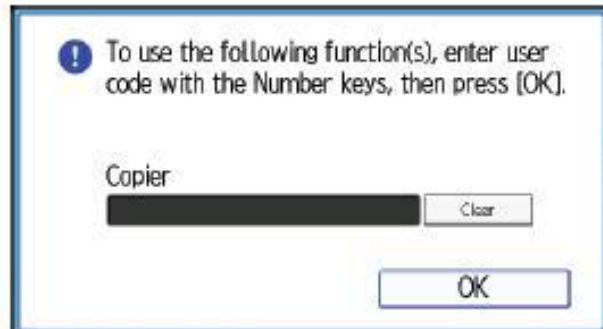 To use the following function(s), enter user
code with the Number keys, then press [OK].
Copier
Clear
OK